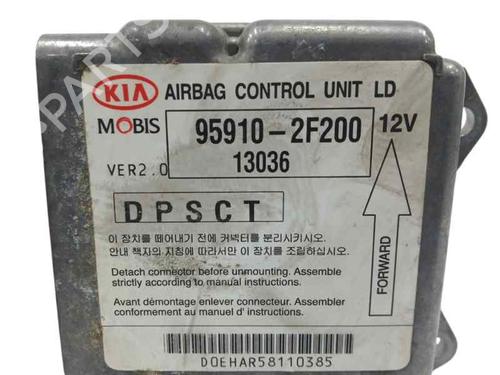 KIA AIRBAG CONTROL UNIT LD
MOBIS 95910-2F200 12V
VER2.0 13036
DPSCT
이 장치를 떼어내기 전에 커넥터를 분리시키시오.
안내 책자의 지침에 따라서만 이 장치를 조립하십시오.
FORWARD
Detach connector before unmounting. Assemble
strictly according to manual instructions.
Avant démontage enlever connecteur. Assembler
conformement au manuel d' instructions.
D0EHAR58110385